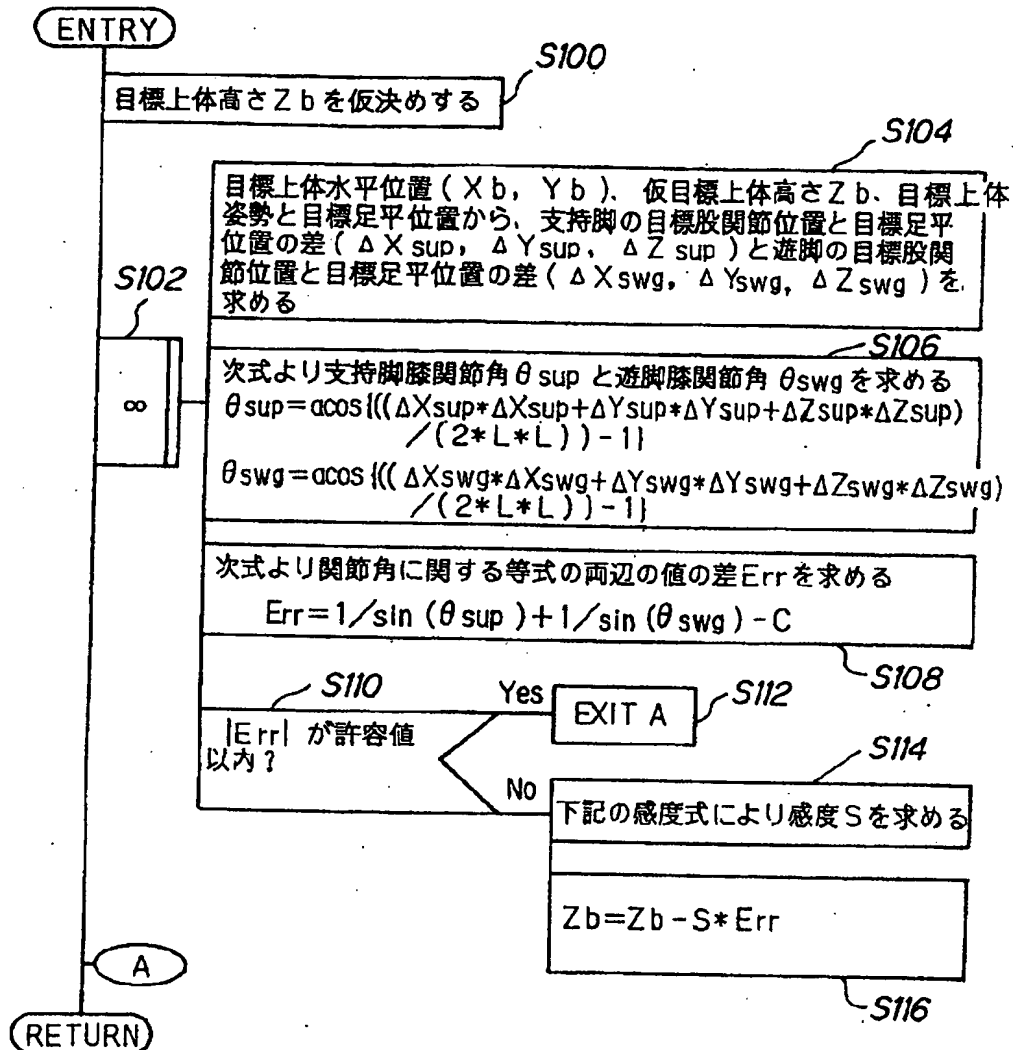 ENTRY
S100
目標上体高さZbを仮決めする
S104
目標上体水平位置(Xb, Yb)、仮目標上体高さZb、目標上体
姿勢と目標足平位置から、支持脚の目標股関節位置と目標足平
位置の差(ΔXsup, ΔYsup, ΔZsup)と遊脚の目標股関
節位置と目標足平位置の差(ΔXswg, ΔYswg, ΔZswg)を
求める
S102
∞
S106
次式より支持脚膝関節角θsupと遊脚膝関節角θswgを求める
θsup=acos{((ΔXsup*ΔXsup+ΔYsup*ΔYsup+ΔZsup*ΔZsup)
/(2*L*L))-1}
θswg=acos{((ΔXswg*ΔXswg+ΔYswg*ΔYswg+ΔZswg*ΔZswg)
/(2*L*L))-1}
次式より関節角に関する等式の両辺の値の差Errを求める
Err=1/sin(θsup)+1/sin(θswg)-C
S108
S110
|Err|が許容値
以内?
Yes
EXIT A
S112
No
S114
下記の感度式により感度Sを求める
Zb=Zb-S*Err
S116
A
RETURN